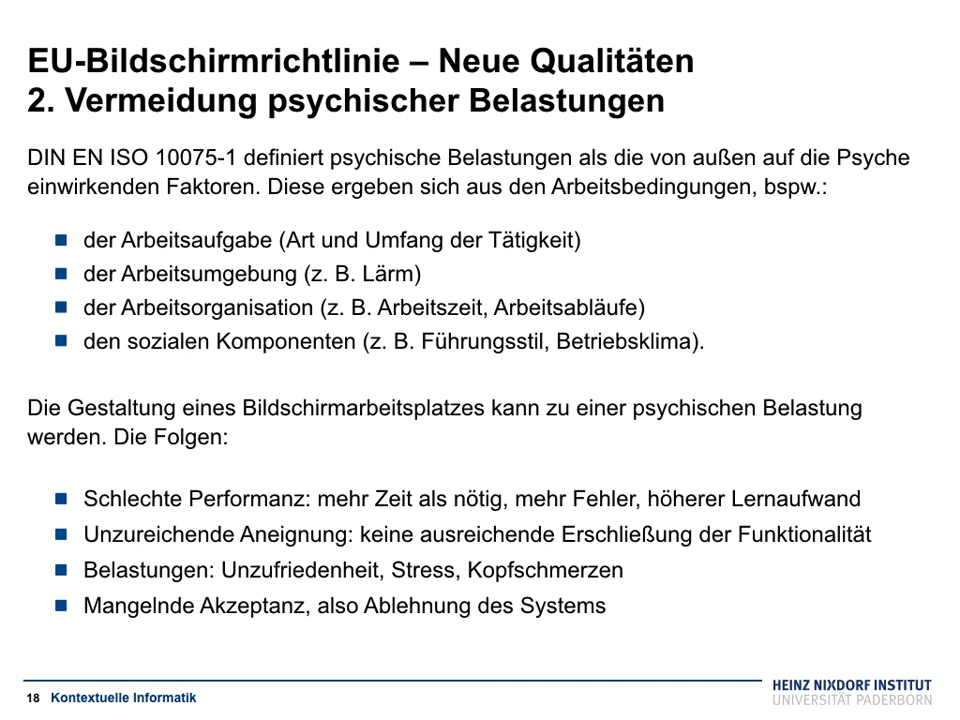 EU-Bildschirmrichtlinie – Neue Qualitäten
2. Vermeidung psychischer Belastungen
DIN EN ISO 10075-1 definiert psychische Belastungen als die von außen auf die Psyche
einwirkenden Faktoren. Diese ergeben sich aus den Arbeitsbedingungen, bspw.:
der Arbeitsaufgabe (Art und Umfang der Tätigkeit)
der Arbeitsumgebung (z. B. Lärm)
der Arbeitsorganisation (z. B. Arbeitszeit, Arbeitsabläufe)
den sozialen Komponenten (z. B. Führungsstil, Betriebsklima).
Die Gestaltung eines Bildschirmarbeitsplatzes kann zu einer psychischen Belastung
werden. Die Folgen:
Schlechte Performanz: mehr Zeit als nötig, mehr Fehler, höherer Lernaufwand
Unzureichende Aneignung: keine ausreichende Erschließung der Funktionalität
Belastungen: Unzufriedenheit, Stress, Kopfschmerzen
Mangelnde Akzeptanz, also Ablehnung des Systems
18 Kontextuelle Informatik
HEINZ NIXDORF INSTITUT
UNIVERSITÄT PADERBORN